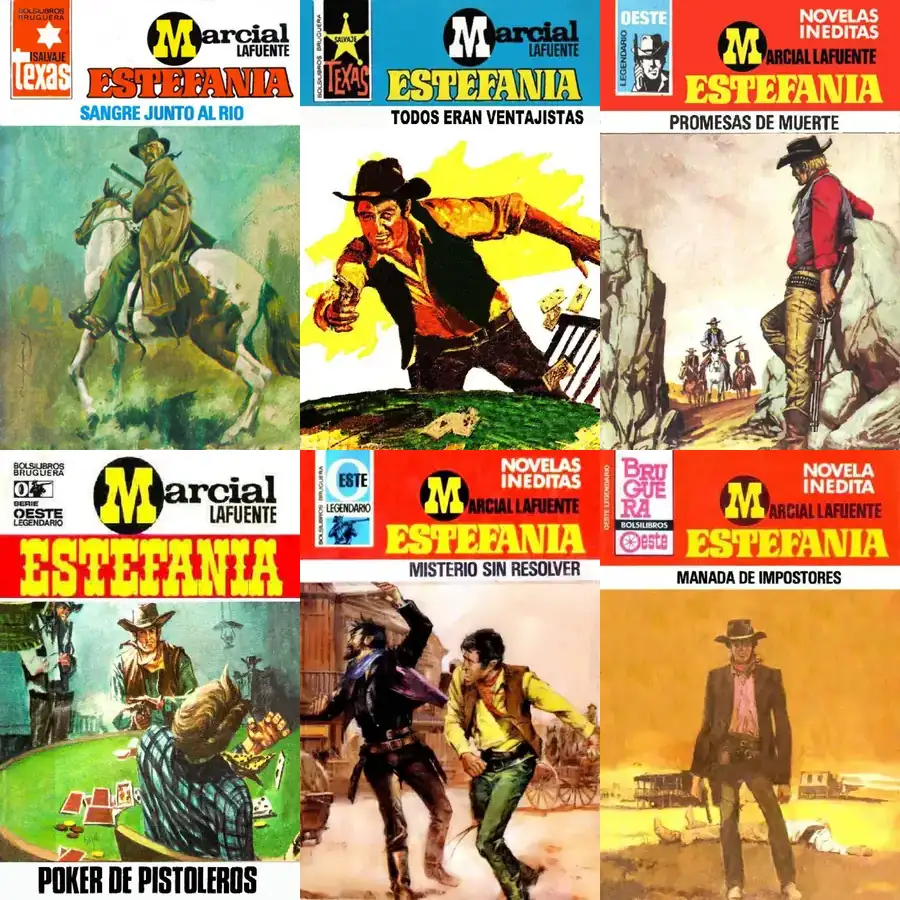 BOLSILIBROS
BRUGUERA
SALVAJE
texas
Marcial
LAFUENTE
ESTEFANIA
SANGRE JUNTO AL RIO
BOLSILIBROS BRUGUERA
SALVAJE
TEXAS
Marcial
LAFUENTE
ESTEFANIA
TODOS ERAN VENTAJISTAS
OESTE
LEGENDARIO
NOVELAS
INEDITAS
MARCIAL LAFUENTE
ESTEFANIA
PROMESAS DE MUERTE
BOLSILIBROS
BRUGUERA
O
SERIE
OESTE
LEGENDARIO
Marcial
LAFUENTE
ESTEFANIA
POKER DE PISTOLEROS
BOLSILIBROS BRUGUERA
OESTE
LEGENDARIO
NOVELAS
INEDITAS
MARCIAL LAFUENTE
ESTEFANIA
MISTERIO SIN RESOLVER
OESTE LEGENDARIO
BRU
GUE
RA
BOLSILIBROS
Oeste
NOVELA
INEDITA
MARCIAL LAFUENTE
ESTEFANIA
MANADA DE IMPOSTORES